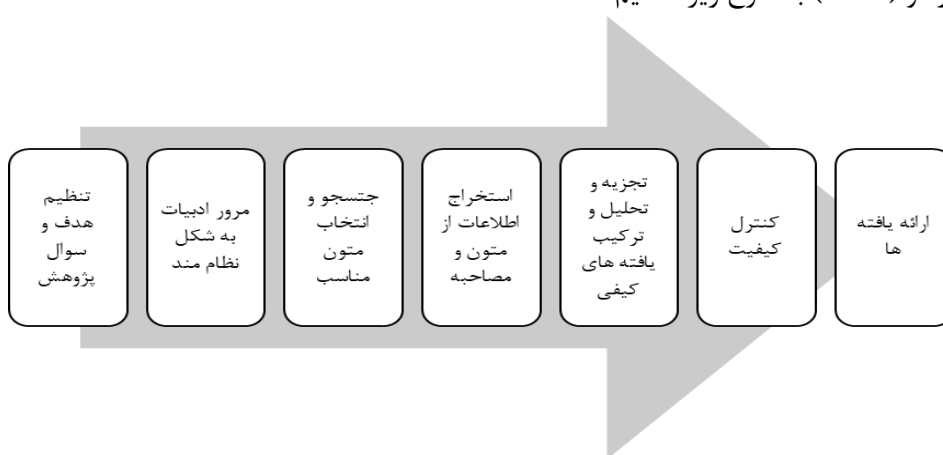 تنظیم
هدف و
سوال
پژوهش
مرور ادبیات
به شکل
نظام مند
جتسجو و
انتخاب
متون
مناسب
استخراج
اطلاعات از
متون و
مصاحبه
تجزیه و
تحلیل و
ترکیب
یافته های
کیفی
کنترل
کیفیت
ارائه یافته
ها